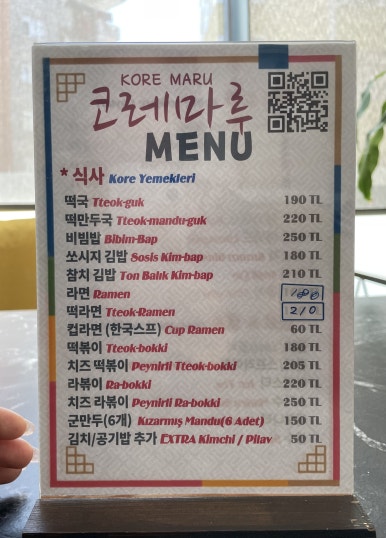 KORE MARU
코레마루
MENU
* 식사 Kore Yemekleri
떡국 Tteok-guk 190 TL
떡만두국 Tteok-mandu-guk 220 TL
비빔밥 Bibim-Bap 250 TL
쏘시지 김밥 Sosis Kim-bap 180 TL
참치 김밥 Ton Balık Kim-bap 210 TL
라면 Ramen 180
떡라면 Tteok-Ramen 210
컵라면 (한국스프) Cup Ramen 60 TL
떡볶이 Tteok-bokki 180 TL
치즈 떡볶이 Peynirli Tteok-bokki 205 TL
라볶이 Ra-bokki 220 TL
치즈 라볶이 Peynirli Ra-bokki 250 TL
군만두(6개) Kızarmış Mandu(6 Adet) 150 TL
김치/공기밥 추가 EXTRA Kimchi / Pilav 50 TL